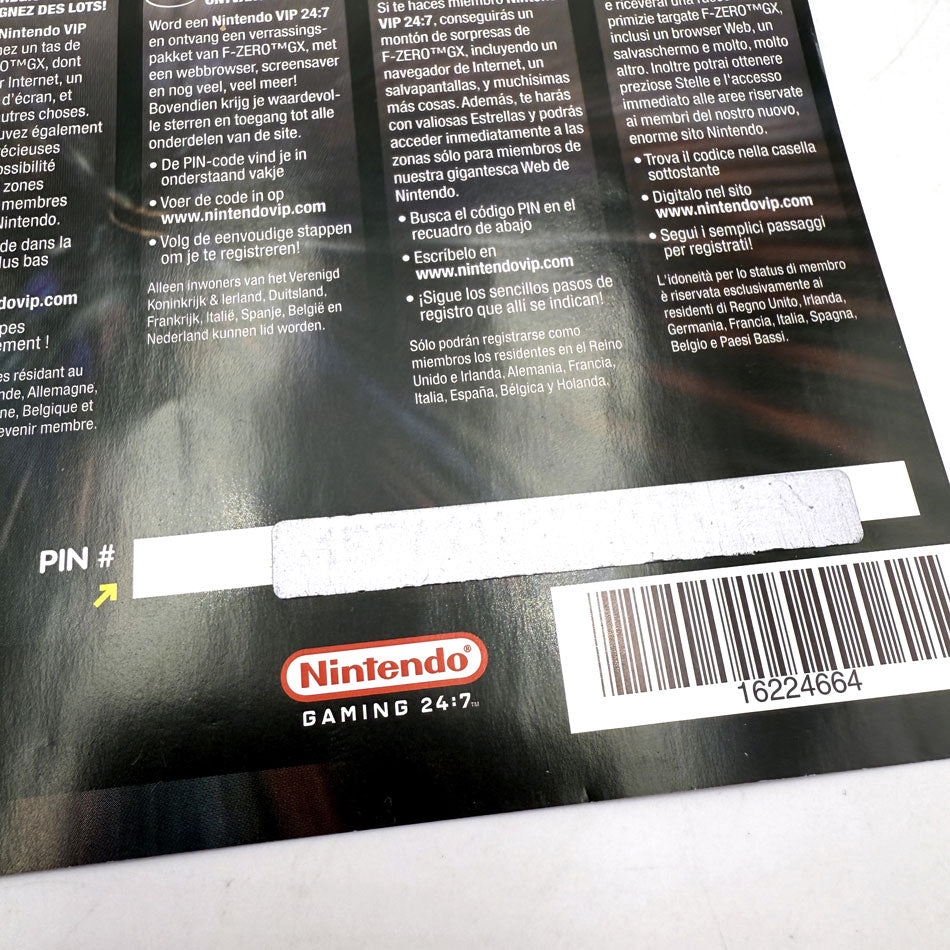 GNEZ DES LOTS!
Nintendo VIP
nez un tas de
O™GX, dont
r Internet, un
d'écran, et
utres choses.
uvez également
récieuses
ossibilité
zones
membres
Nintendo.
de dans la
lus bas
dovip.com
pes
ement !
es résidant au
nde, Allemagne,
ne, Belgique et
evenir membre.
Word een Nintendo VIP 24:7
en ontvang een verrassings-
pakket van F-ZERO™GX, met
een webbrowser, screensaver
en nog veel, veel meer!
Bovendien krijg je waardevol-
le sterren en toegang tot alle
onderdelen van de site.
• De PIN-code vind je in
onderstaand vakje
• Voer de code in op
www.nintendovip.com
• Volg de eenvoudige stappen
om je te registreren!
Alleen inwoners van het Verenigd
Koninkrijk & Ierland, Duitsland,
Frankrijk, Italië, Spanje, België en
Nederland kunnen lid worden.
Si te haces miembro Nintendo
VIP 24:7, conseguirás un
montón de sorpresas de
F-ZERO™GX, incluyendo un
navegador de Internet, un
salvapantallas, y muchísimas
más cosas. Además, te harás
con valiosas Estrellas y podrás
acceder inmediatamente a las
zonas sólo para miembros de
nuestra gigantesca Web de
Nintendo.
• Busca el código PIN en el
recuadro de abajo
• Escríbelo en
www.nintendovip.com
• ¡Sigue los sencillos pasos de
registro que allí se indican!
Sólo podrán registrarse como
miembros los residentes en el Reino
Unido e Irlanda, Alemania, Francia,
Italia, España, Bélgica y Holanda.
e riceverai una
primizie targate F-ZERO™GX,
inclusi un browser Web, un
salvaschermo e molto, molto
altro. Inoltre potrai ottenere
preziose Stelle e l'accesso
immediato alle aree riservate
ai membri del nostro nuovo,
enorme sito Nintendo.
• Trova il codice nella casella
sottostante
• Digitalo nel sito
www.nintendovip.com
• Segui i semplici passaggi
per registrati!
L'idoneità per lo status di membro
è riservata esclusivamente ai
residenti di Regno Unito, Irlanda,
Germania, Francia, Italia, Spagna,
Belgio e Paesi Bassi.
PIN #
Nintendo®
GAMING 24:7™
16224664